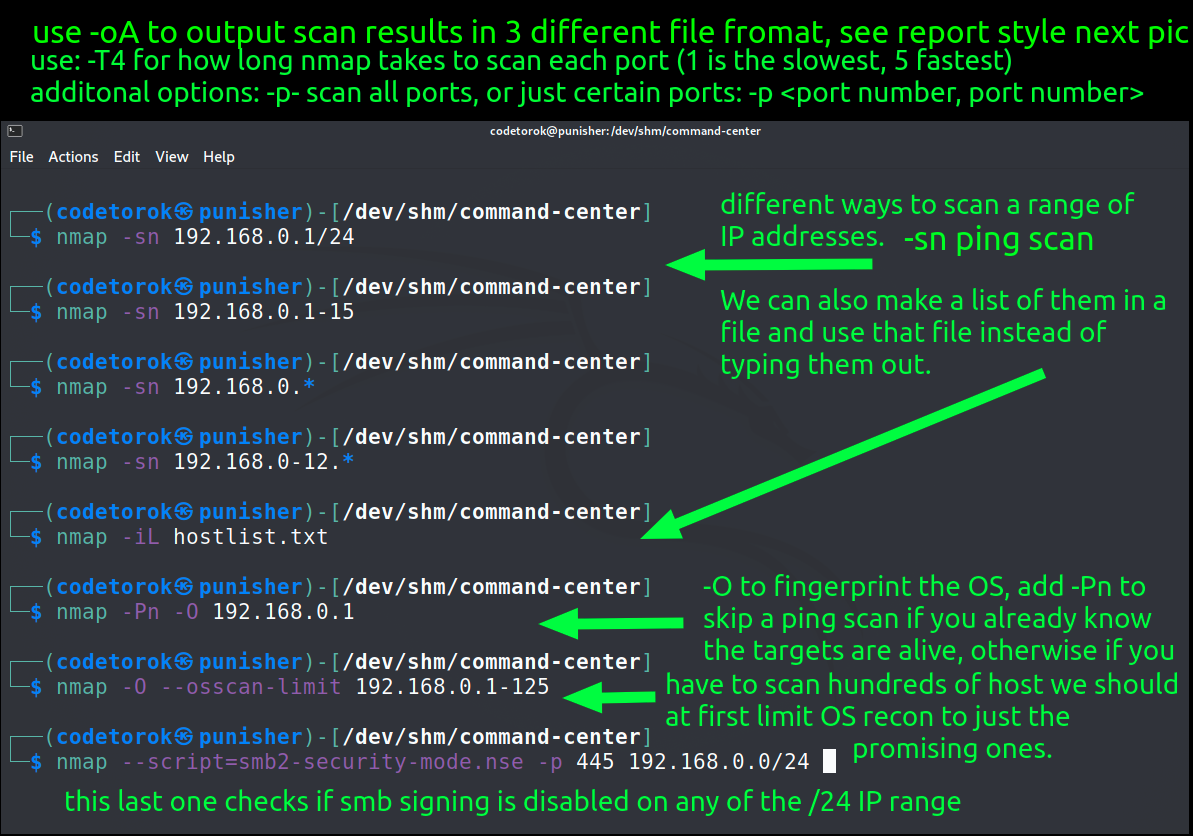 use -oA to output scan results in 3 different file fromat, see report style next pic
use: -T4 for how long nmap takes to scan each port (1 is the slowest, 5 fastest)
additonal options: -p- scan all ports, or just certain ports: -p <port number, port number>
codetorok@punisher:/dev/shm/command-center
File Actions Edit View Help
┌──(codetorok㉿punisher)-[/dev/shm/command-center]
└─$ nmap -sn 192.168.0.1/24
┌──(codetorok㉿punisher)-[/dev/shm/command-center]
└─$ nmap -sn 192.168.0.1-15
┌──(codetorok㉿punisher)-[/dev/shm/command-center]
└─$ nmap -sn 192.168.0.*
┌──(codetorok㉿punisher)-[/dev/shm/command-center]
└─$ nmap -sn 192.168.0-12.*
┌──(codetorok㉿punisher)-[/dev/shm/command-center]
└─$ nmap -iL hostlist.txt
┌──(codetorok㉿punisher)-[/dev/shm/command-center]
└─$ nmap -Pn -O 192.168.0.1
┌──(codetorok㉿punisher)-[/dev/shm/command-center]
└─$ nmap -O --osscan-limit 192.168.0.1-125
┌──(codetorok㉿punisher)-[/dev/shm/command-center]
└─$ nmap --script=smb2-security-mode.nse -p 445 192.168.0.0/24
different ways to scan a range of
IP addresses. -sn ping scan
We can also make a list of them in a
file and use that file instead of
typing them out.
-O to fingerprint the OS, add -Pn to
skip a ping scan if you already know
the targets are alive, otherwise if you
have to scan hundreds of host we should
at first limit OS recon to just the
promising ones.
this last one checks if smb signing is disabled on any of the /24 IP range